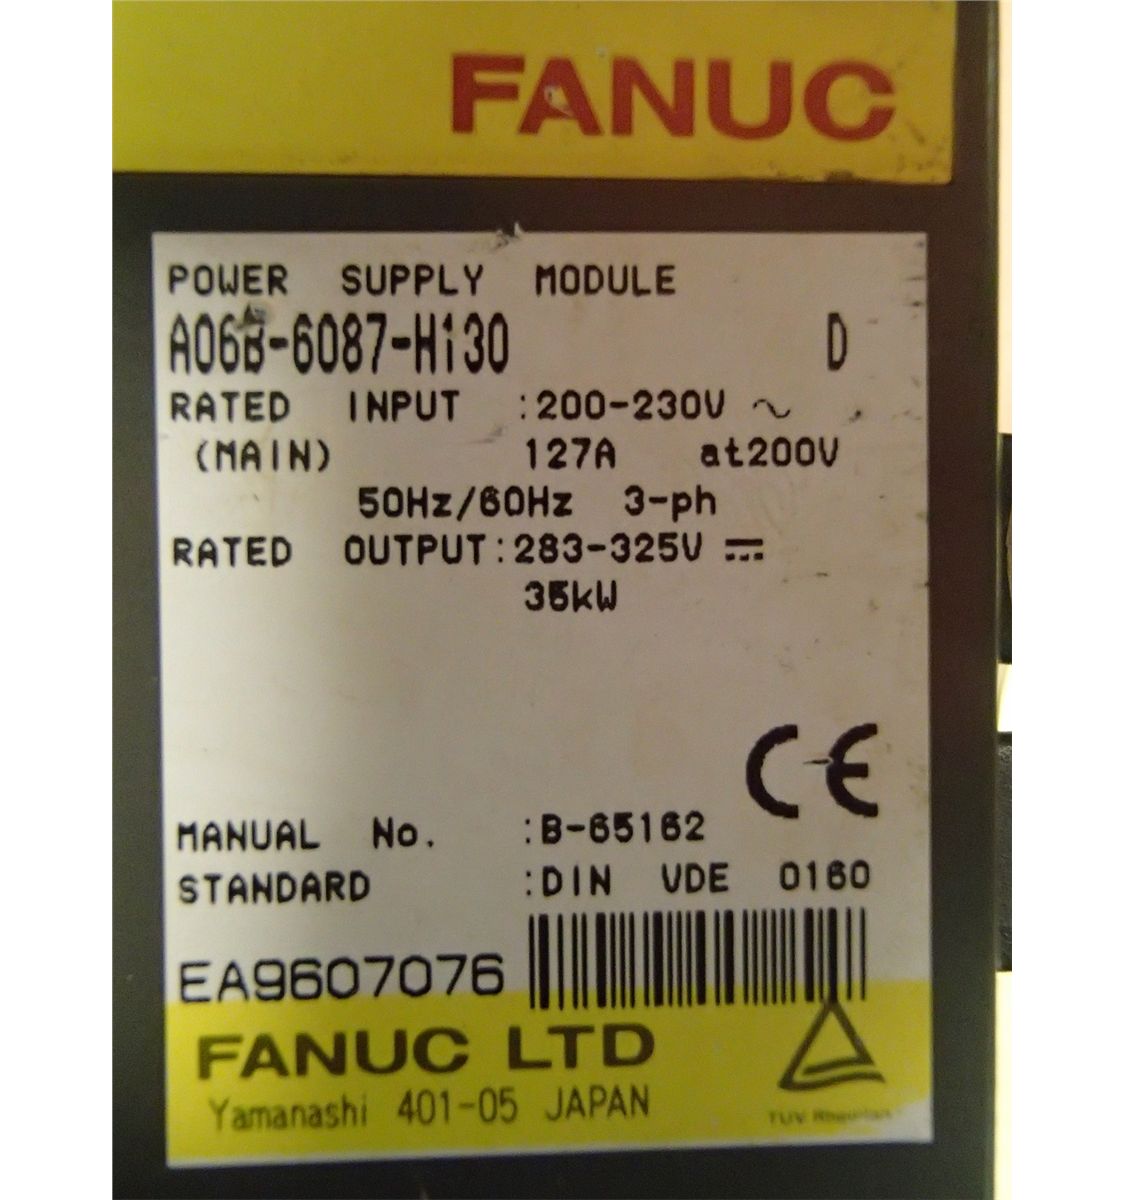 FANUC
POWER SUPPLY MODULE
A06B-6087-H130 D
RATED INPUT :200-230V ~
(MAIN) 127A at200V
50Hz/60Hz 3-ph
RATED OUTPUT:283-325V ⎓
35kW
CE
MANUAL No. :B-65162
STANDARD :DIN VDE 0160
EA9607076
FANUC LTD
Yamanashi 401-05 JAPAN
TUV Rheinland